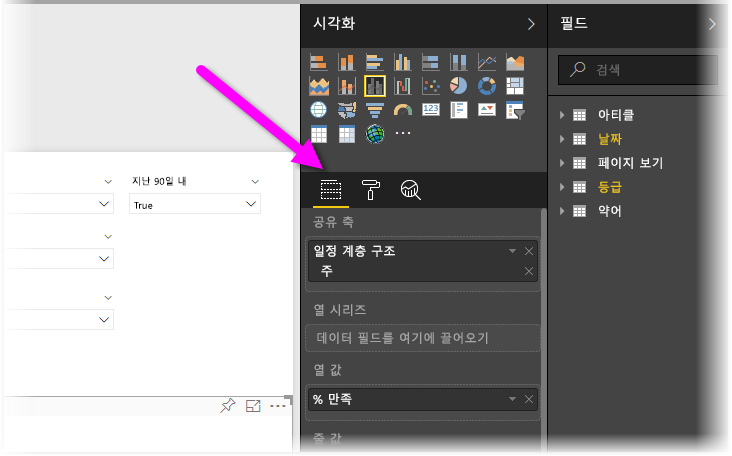 시각화
필드
검색
아티클
날짜
페이지 보기
등급
약어
지난 90일 내
True
공유 축
일정 계층 구조
주
열 시리즈
데이터 필드를 여기에 끌어오기
열 값
% 만족
줄 값
123